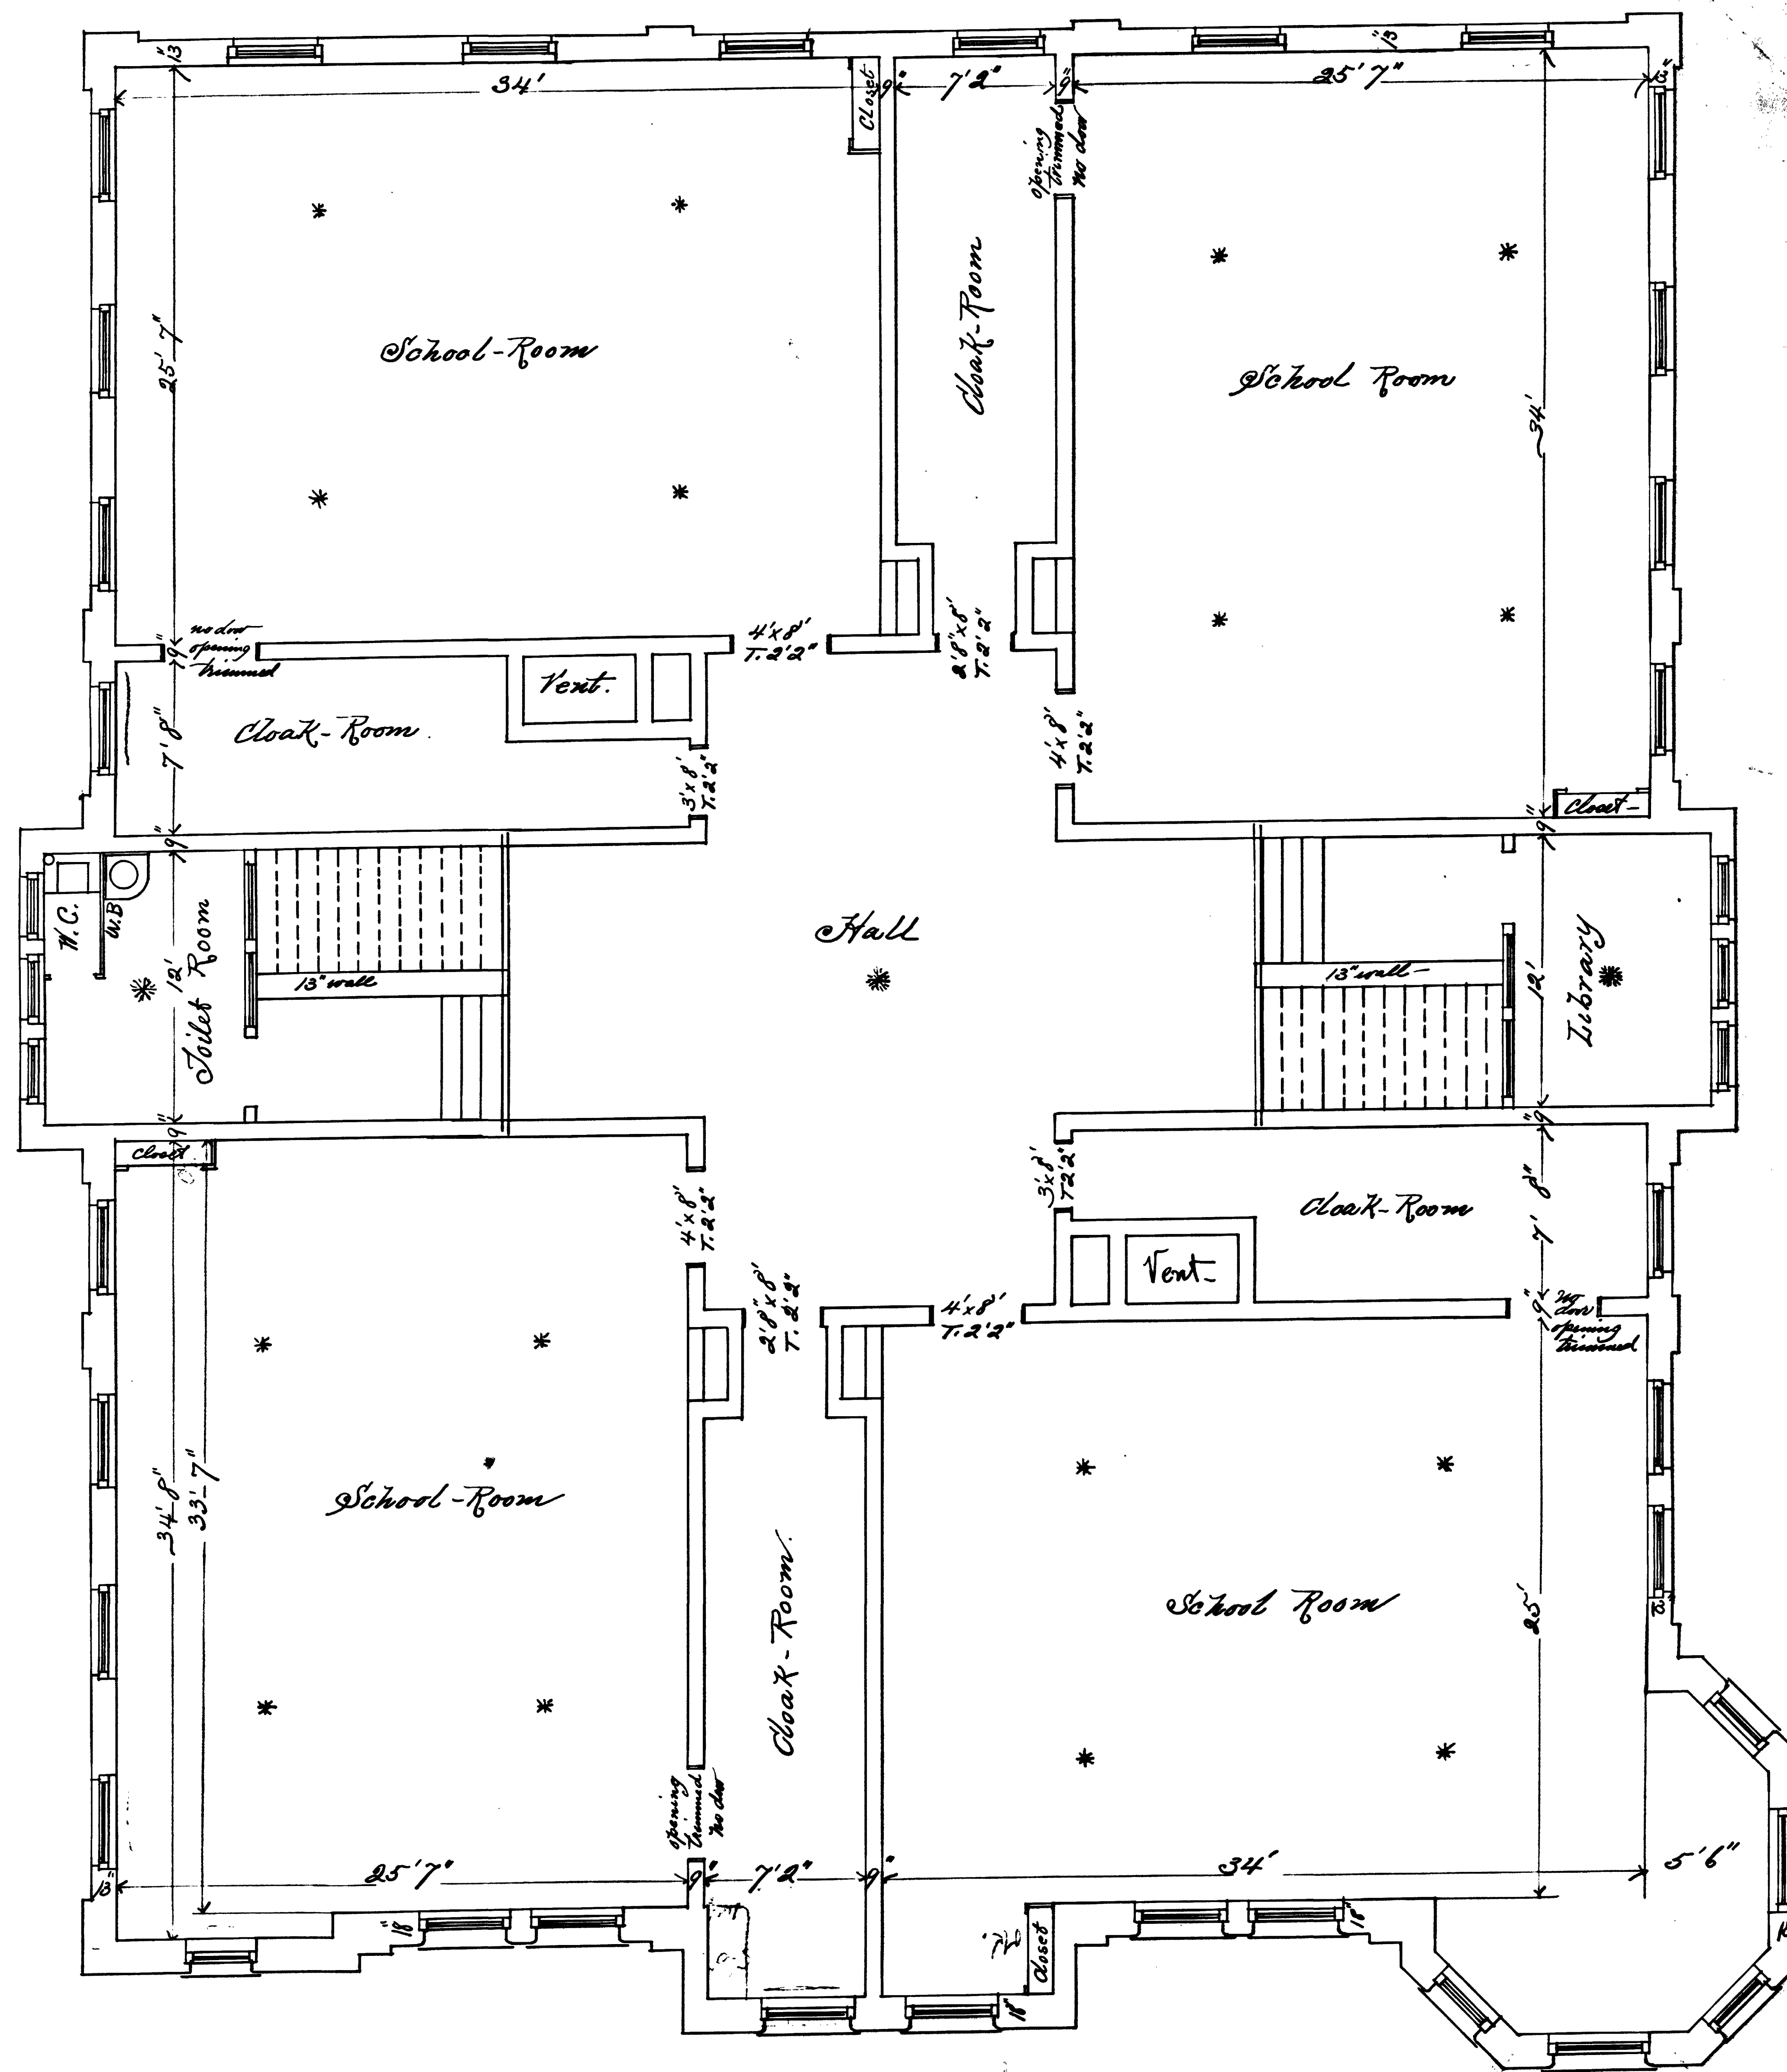 13"
34'
Closet
9"
7'2"
9"
13"
25'7"
13"
opening
trimmed
no door
25'-7"
School-Room
Cloak-Room
School Room
34'
no door
opening
trimmed
9"
4'x8'
T. 2'2"
2'8"x8'
T. 2'2"
Vent.
Cloak-Room
7'8"
3'x8'
T. 2'2"
4'x8'
T. 2'2"
Closet
9"
9"
W.C.
W.B
12'
Toilet Room
13" wall
Hall
13" wall
12'
Library
9"
9"
Closet
4'x8'
T. 2'2"
3'x8'
T 2'2"
Cloak-Room
7' 8"
Vent
2'8"x8'
T. 2'2"
4'x8'
T. 2'2"
9"
no
door
opening
trimmed
34'-8"
33'-7"
School-Room
Cloak-Room.
School Room
25'
opening
trimmed
no door
13"
25'7"
9"
7'2"
9"
34'
5'6"
18"
Closet
18"
18"